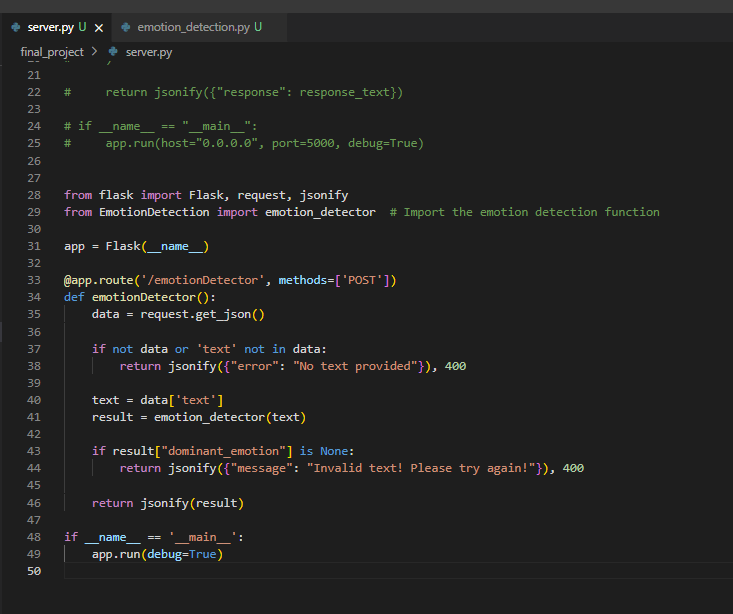 server.py U ×
emotion_detection.py U
final_project > server.py
21
22 #     return jsonify({"response": response_text})
23
24 # if __name__ == "__main__":
25 #     app.run(host="0.0.0.0", port=5000, debug=True)
26
27
28 from flask import Flask, request, jsonify
29 from EmotionDetection import emotion_detector  # Import the emotion detection function
30
31 app = Flask(__name__)
32
33 @app.route('/emotionDetector', methods=['POST'])
34 def emotionDetector():
35     data = request.get_json()
36
37     if not data or 'text' not in data:
38         return jsonify({"error": "No text provided"}), 400
39
40     text = data['text']
41     result = emotion_detector(text)
42
43     if result["dominant_emotion"] is None:
44         return jsonify({"message": "Invalid text! Please try again!"}), 400
45
46     return jsonify(result)
47
48 if __name__ == '__main__':
49     app.run(debug=True)
50